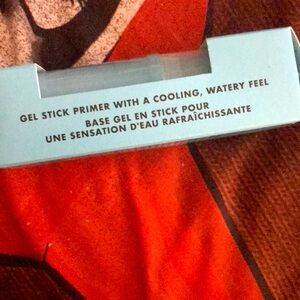 GEL STICK PRIMER WITH A COOLING, WATERY FEEL
BASE GEL EN STICK POUR
UNE SENSATION D'EAU RAFRAÎCHISSANTE